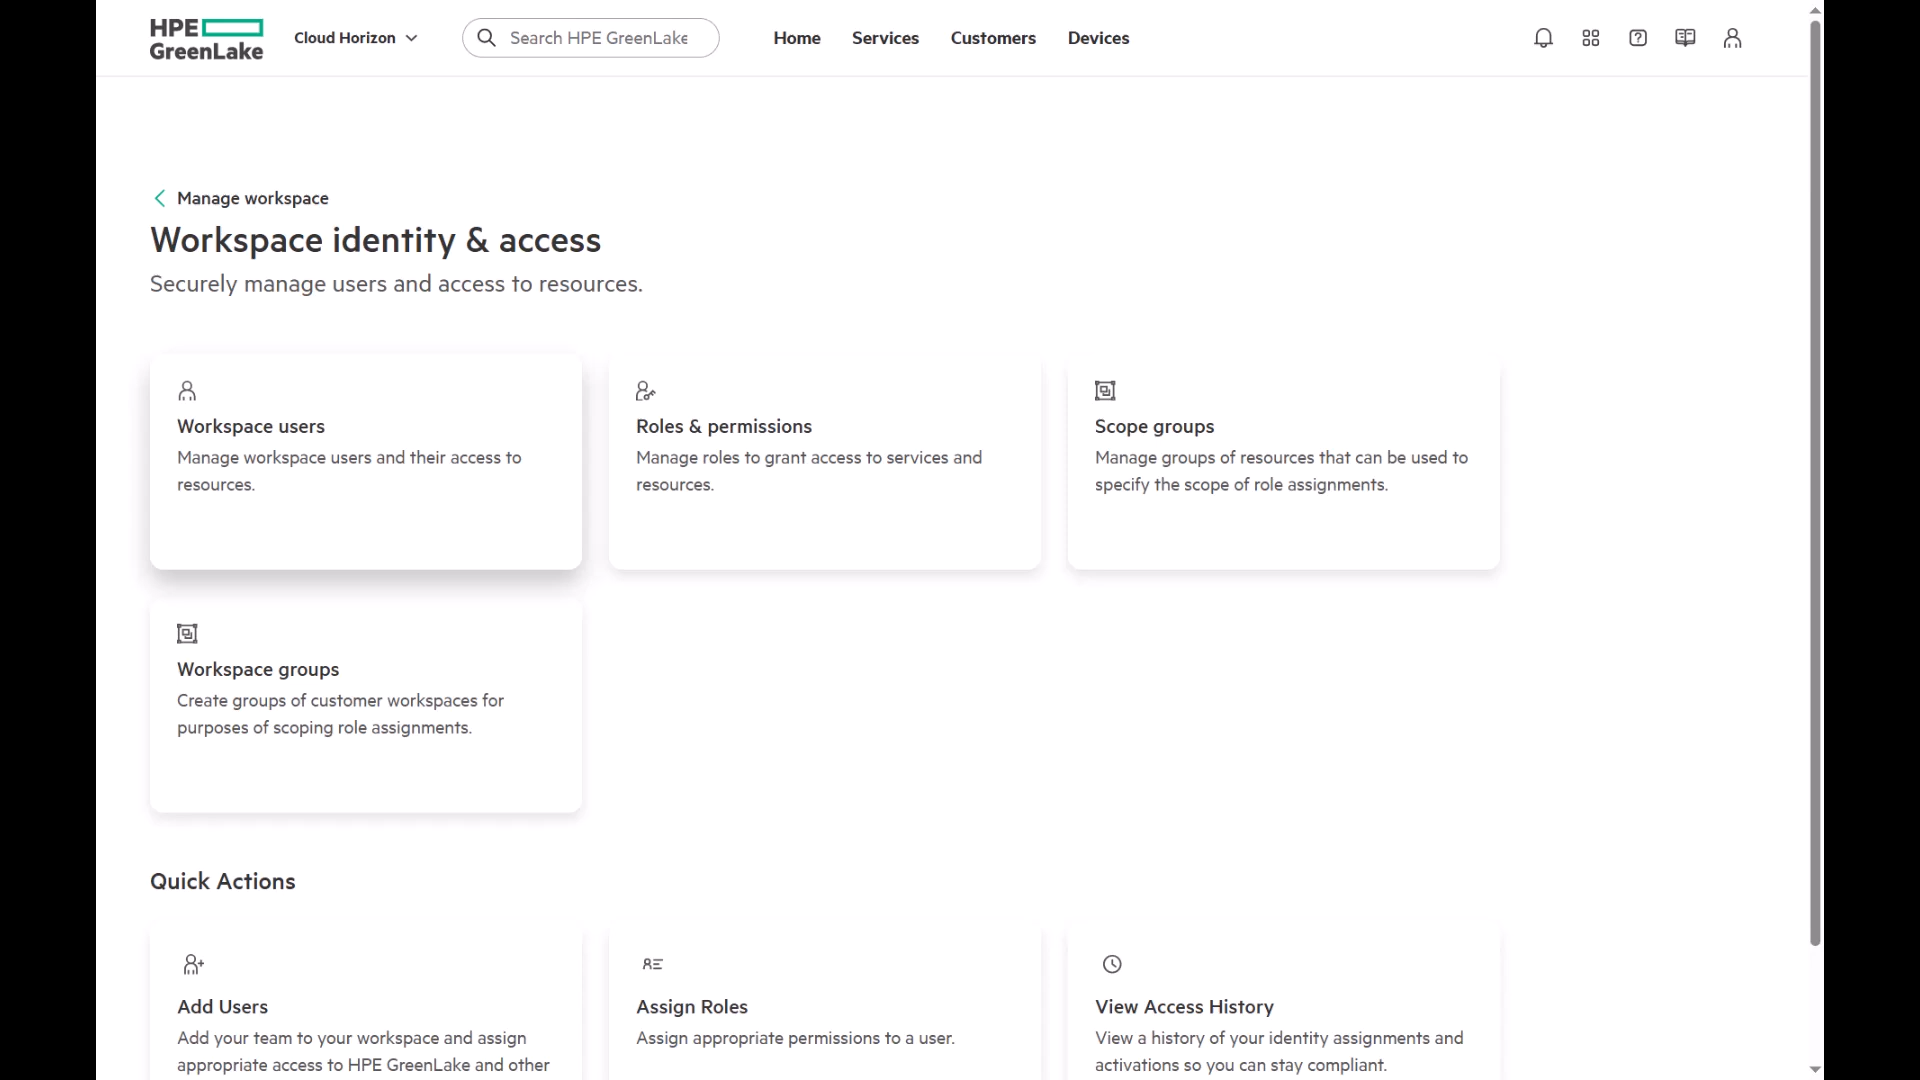 HPE
GreenLake
Cloud Horizon
Search HPE GreenLake
Home
Services
Customers
Devices
Manage workspace
Workspace identity & access
Securely manage users and access to resources.
Workspace users
Manage workspace users and their access to
resources.
Roles & permissions
Manage roles to grant access to services and
resources.
Scope groups
Manage groups of resources that can be used to
specify the scope of role assignments.
Workspace groups
Create groups of customer workspaces for
purposes of scoping role assignments.
Quick Actions
Add Users
Add your team to your workspace and assign
appropriate access to HPE GreenLake and other
Assign Roles
Assign appropriate permissions to a user.
View Access History
View a history of your identity assignments and
activations so you can stay compliant.